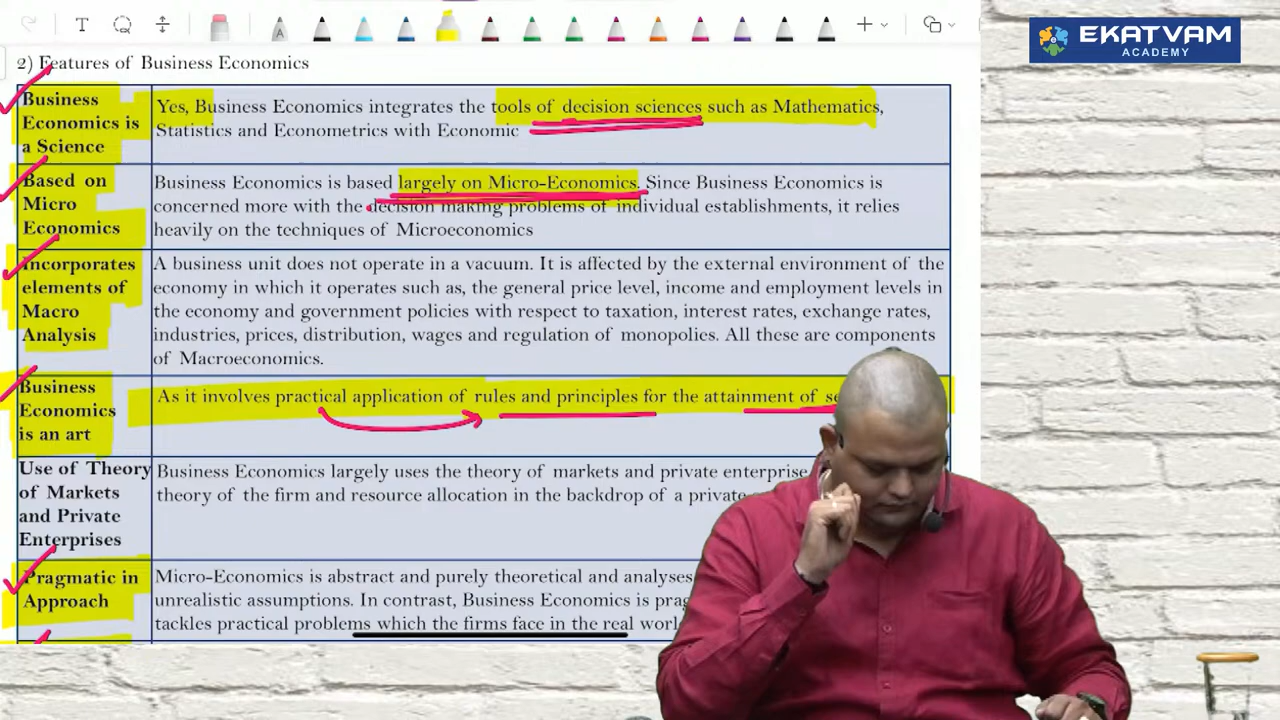 EKATVAM
ACADEMY
2) Features of Business Economics
Business
Economics is
a Science
Yes, Business Economics integrates the tools of decision sciences such as Mathematics,
Statistics and Econometrics with Economic
Based on
Micro
Economics
Business Economics is based largely on Micro-Economics. Since Business Economics is
concerned more with the decision making problems of individual establishments, it relies
heavily on the techniques of Microeconomics
Incorporates
elements of
Macro
Analysis
A business unit does not operate in a vacuum. It is affected by the external environment of the
economy in which it operates such as, the general price level, income and employment levels in
the economy and government policies with respect to taxation, interest rates, exchange rates,
industries, prices, distribution, wages and regulation of monopolies. All these are components
of Macroeconomics.
Business
Economics
is an art
As it involves practical application of rules and principles for the attainment of
Use of Theory
of Markets
and Private
Enterprises
Business Economics largely uses the theory of markets and private enterprise
theory of the firm and resource allocation in the backdrop of a private
Pragmatic in
Approach
Micro-Economics is abstract and purely theoretical and analyses
unrealistic assumptions. In contrast, Business Economics is
tackles practical problems which the firms face in the real